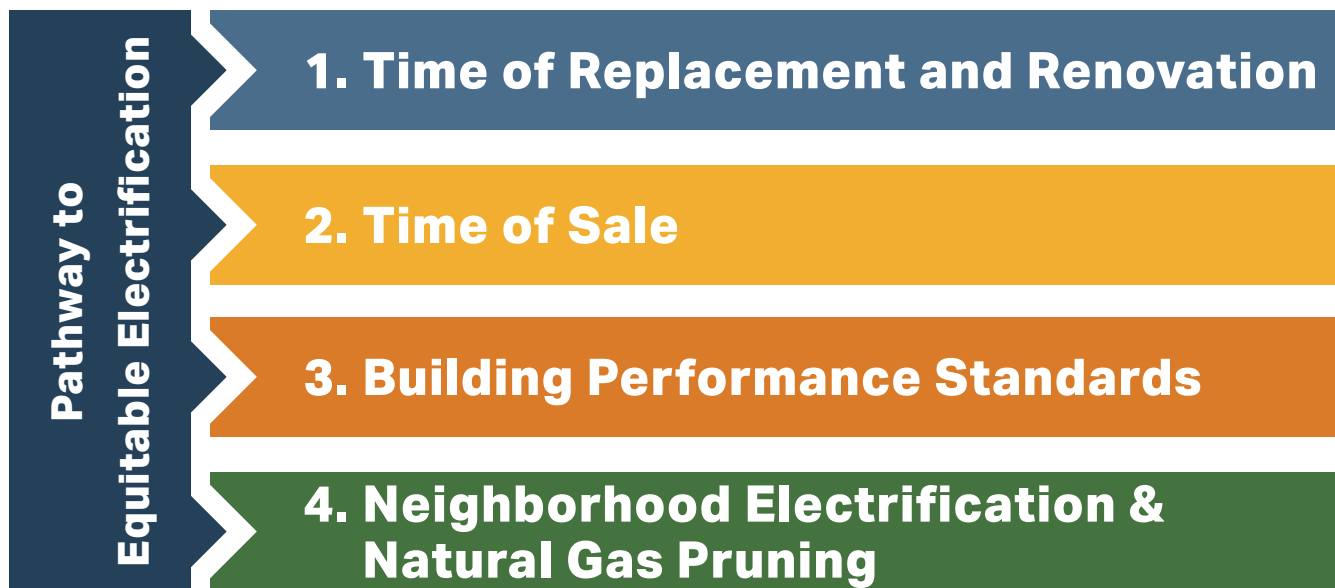 Pathway to
Equitable Electrification
1. Time of Replacement and Renovation
2. Time of Sale
3. Building Performance Standards
4. Neighborhood Electrification &
Natural Gas Pruning